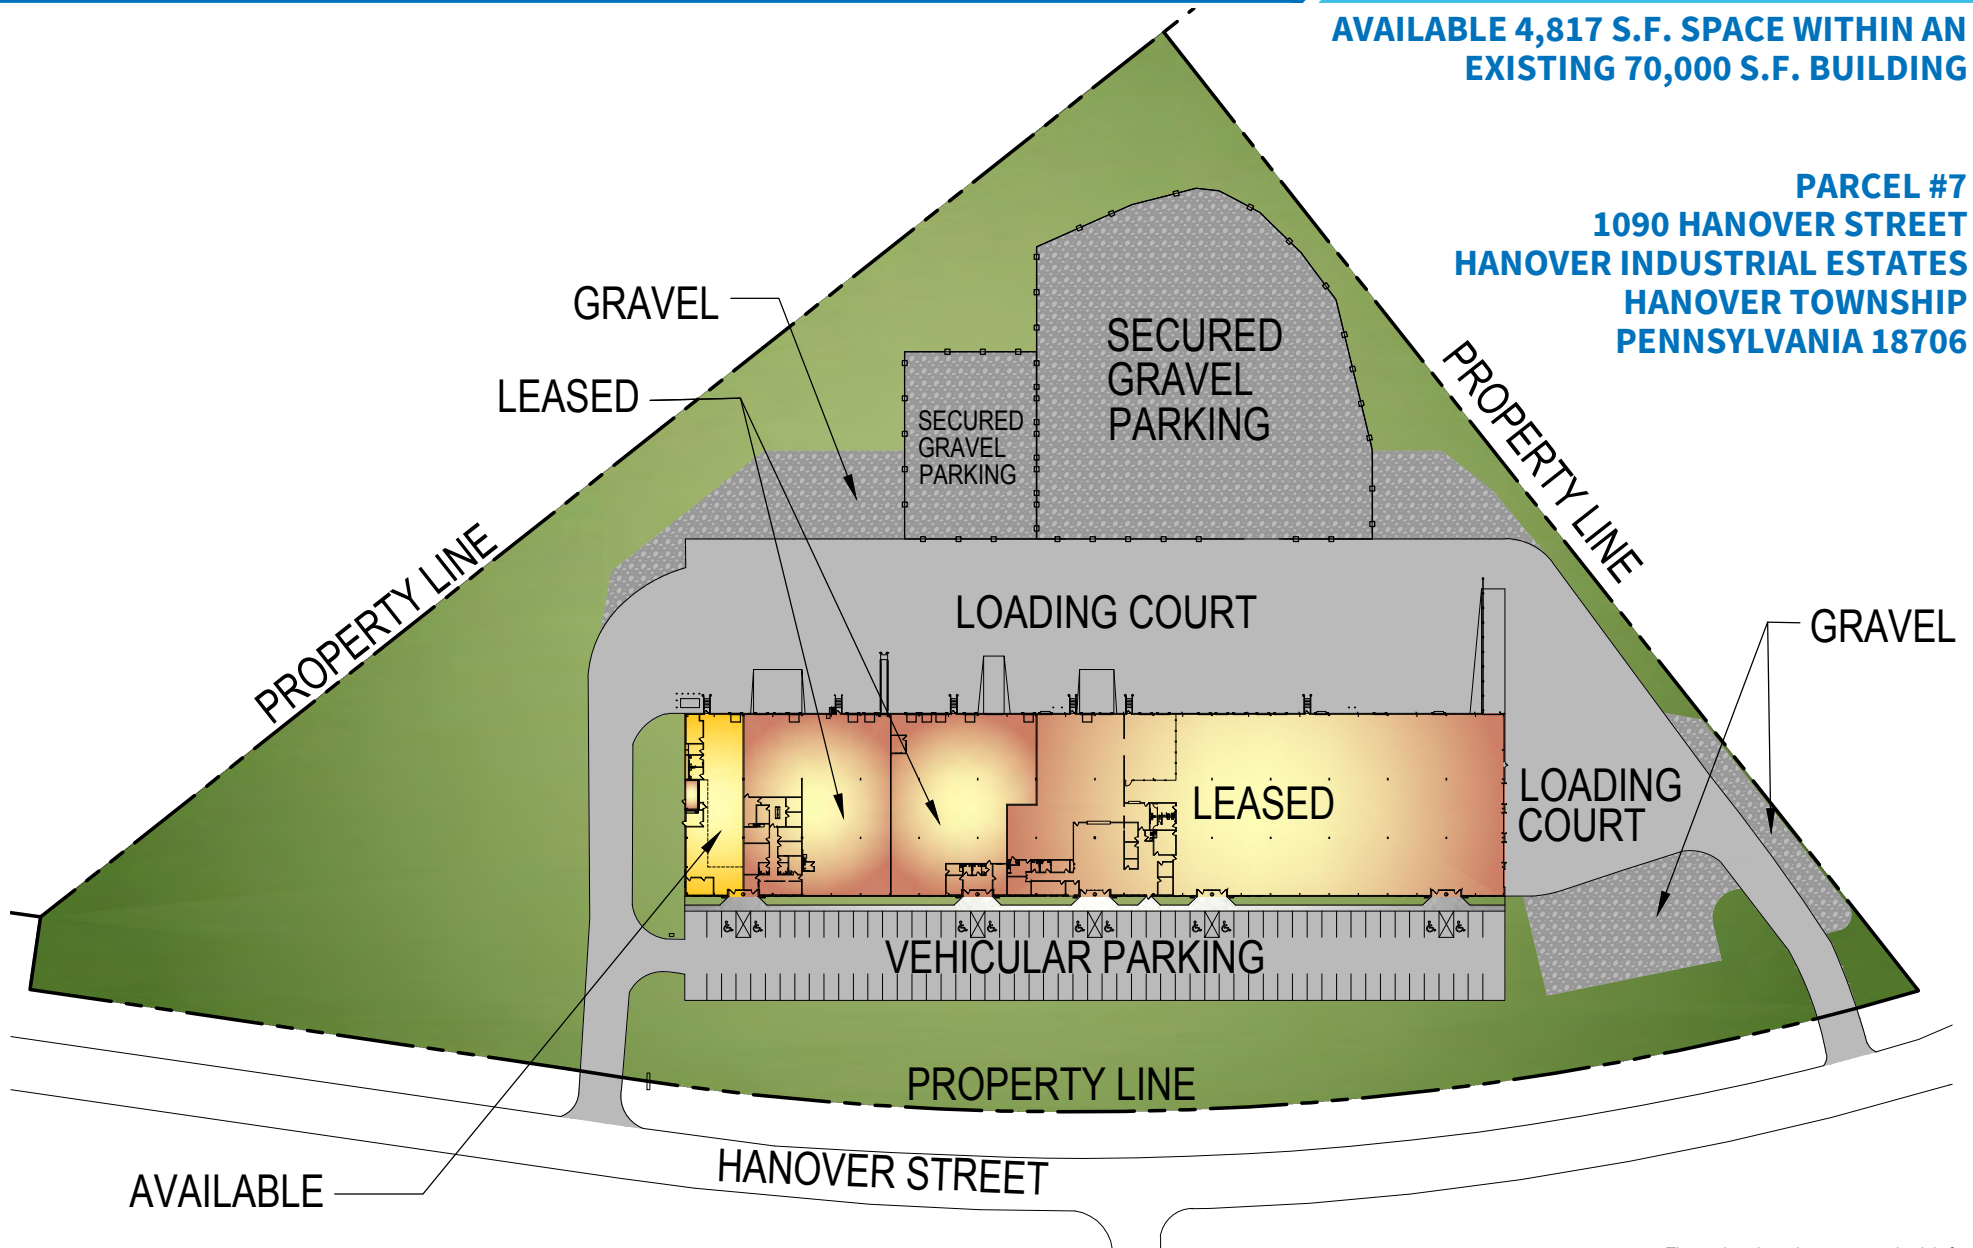 AVAILABLE 4,817 S.F. SPACE WITHIN AN
EXISTING 70,000 S.F. BUILDING
PARCEL #7
1090 HANOVER STREET
HANOVER INDUSTRIAL ESTATES
HANOVER TOWNSHIP
PENNSYLVANIA 18706
GRAVEL
LEASED
SECURED
GRAVEL
PARKING
SECURED
GRAVEL
PARKING
PROPERTY LINE
PROPERTY LINE
LOADING COURT
GRAVEL
LEASED
LOADING
COURT
VEHICULAR PARKING
PROPERTY LINE
HANOVER STREET
AVAILABLE